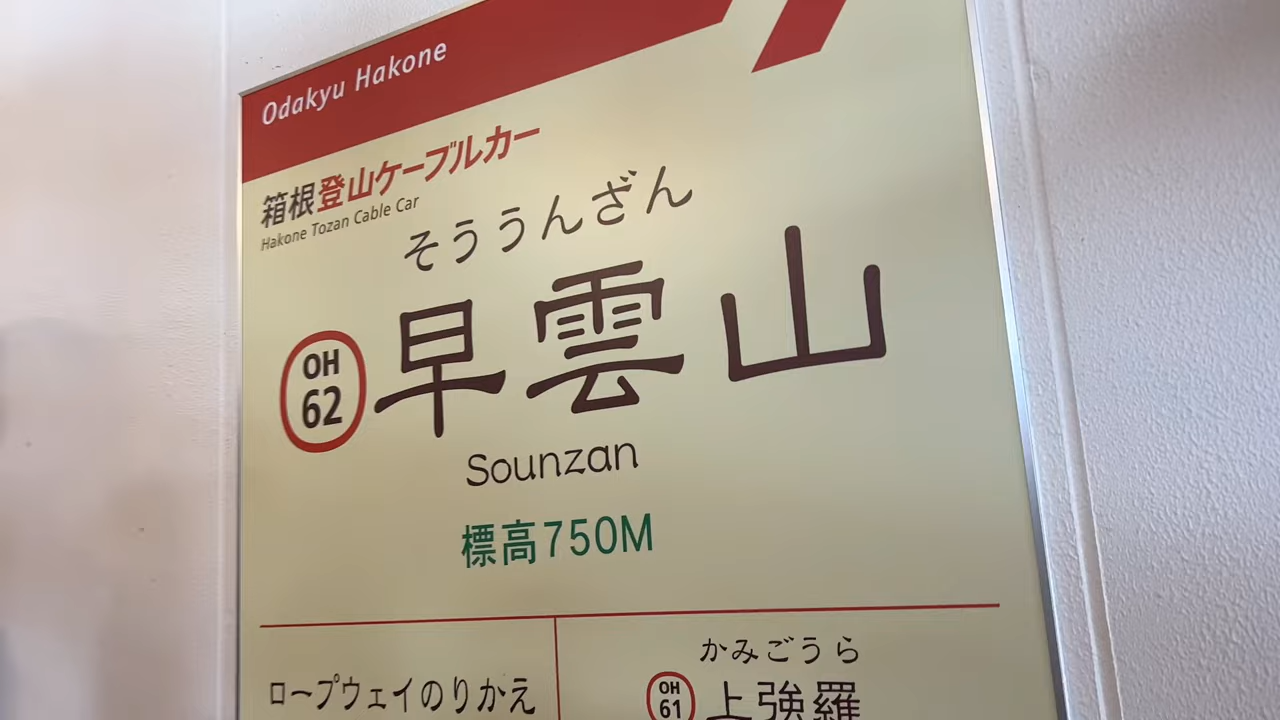 Odakyu Hakone
箱根登山ケーブルカー
Hakone Tozan Cable Car
そううんざん
OH
62
早雲山
Sounzan
標高750M
ロープウェイのりかえ
かみごうら
OH
61
上強羅